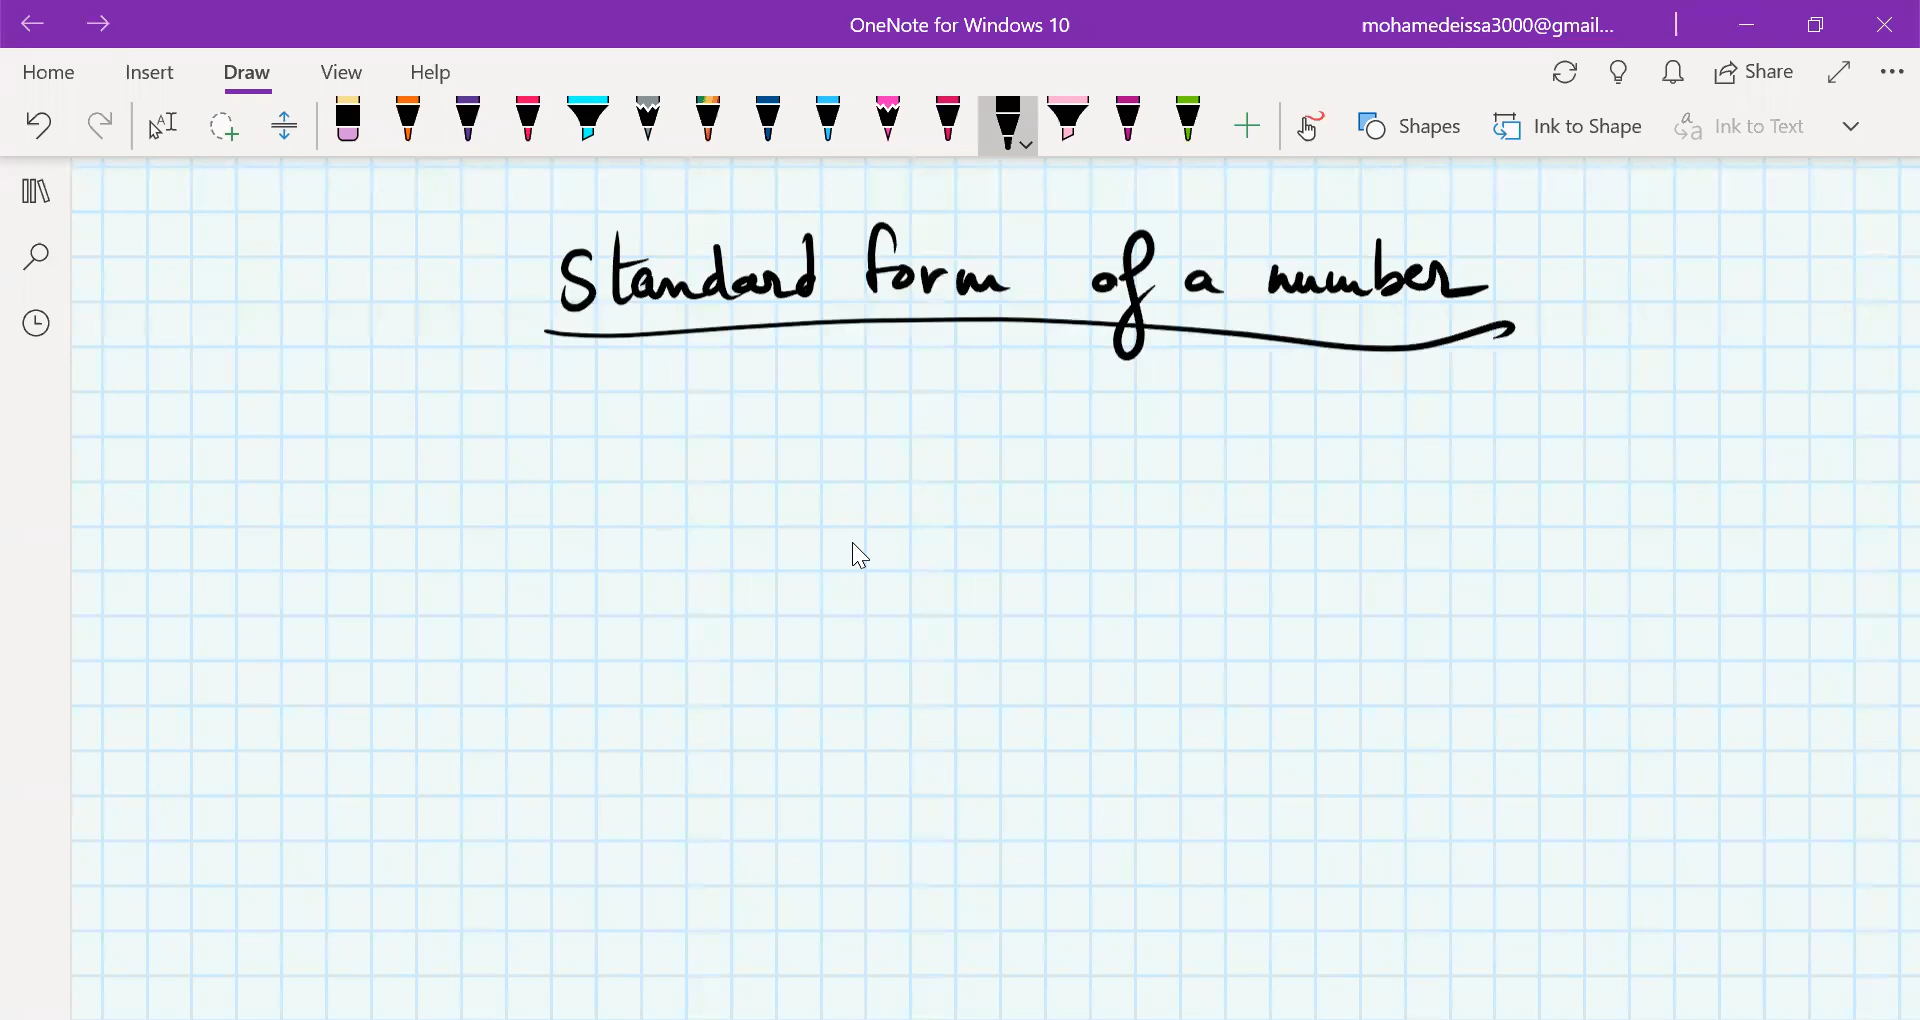 OneNote for Windows 10 mohamedeissa3000@gmail...
Home Insert Draw View Help Share
Shapes Ink to Shape Ink to Text
Standard form of a number